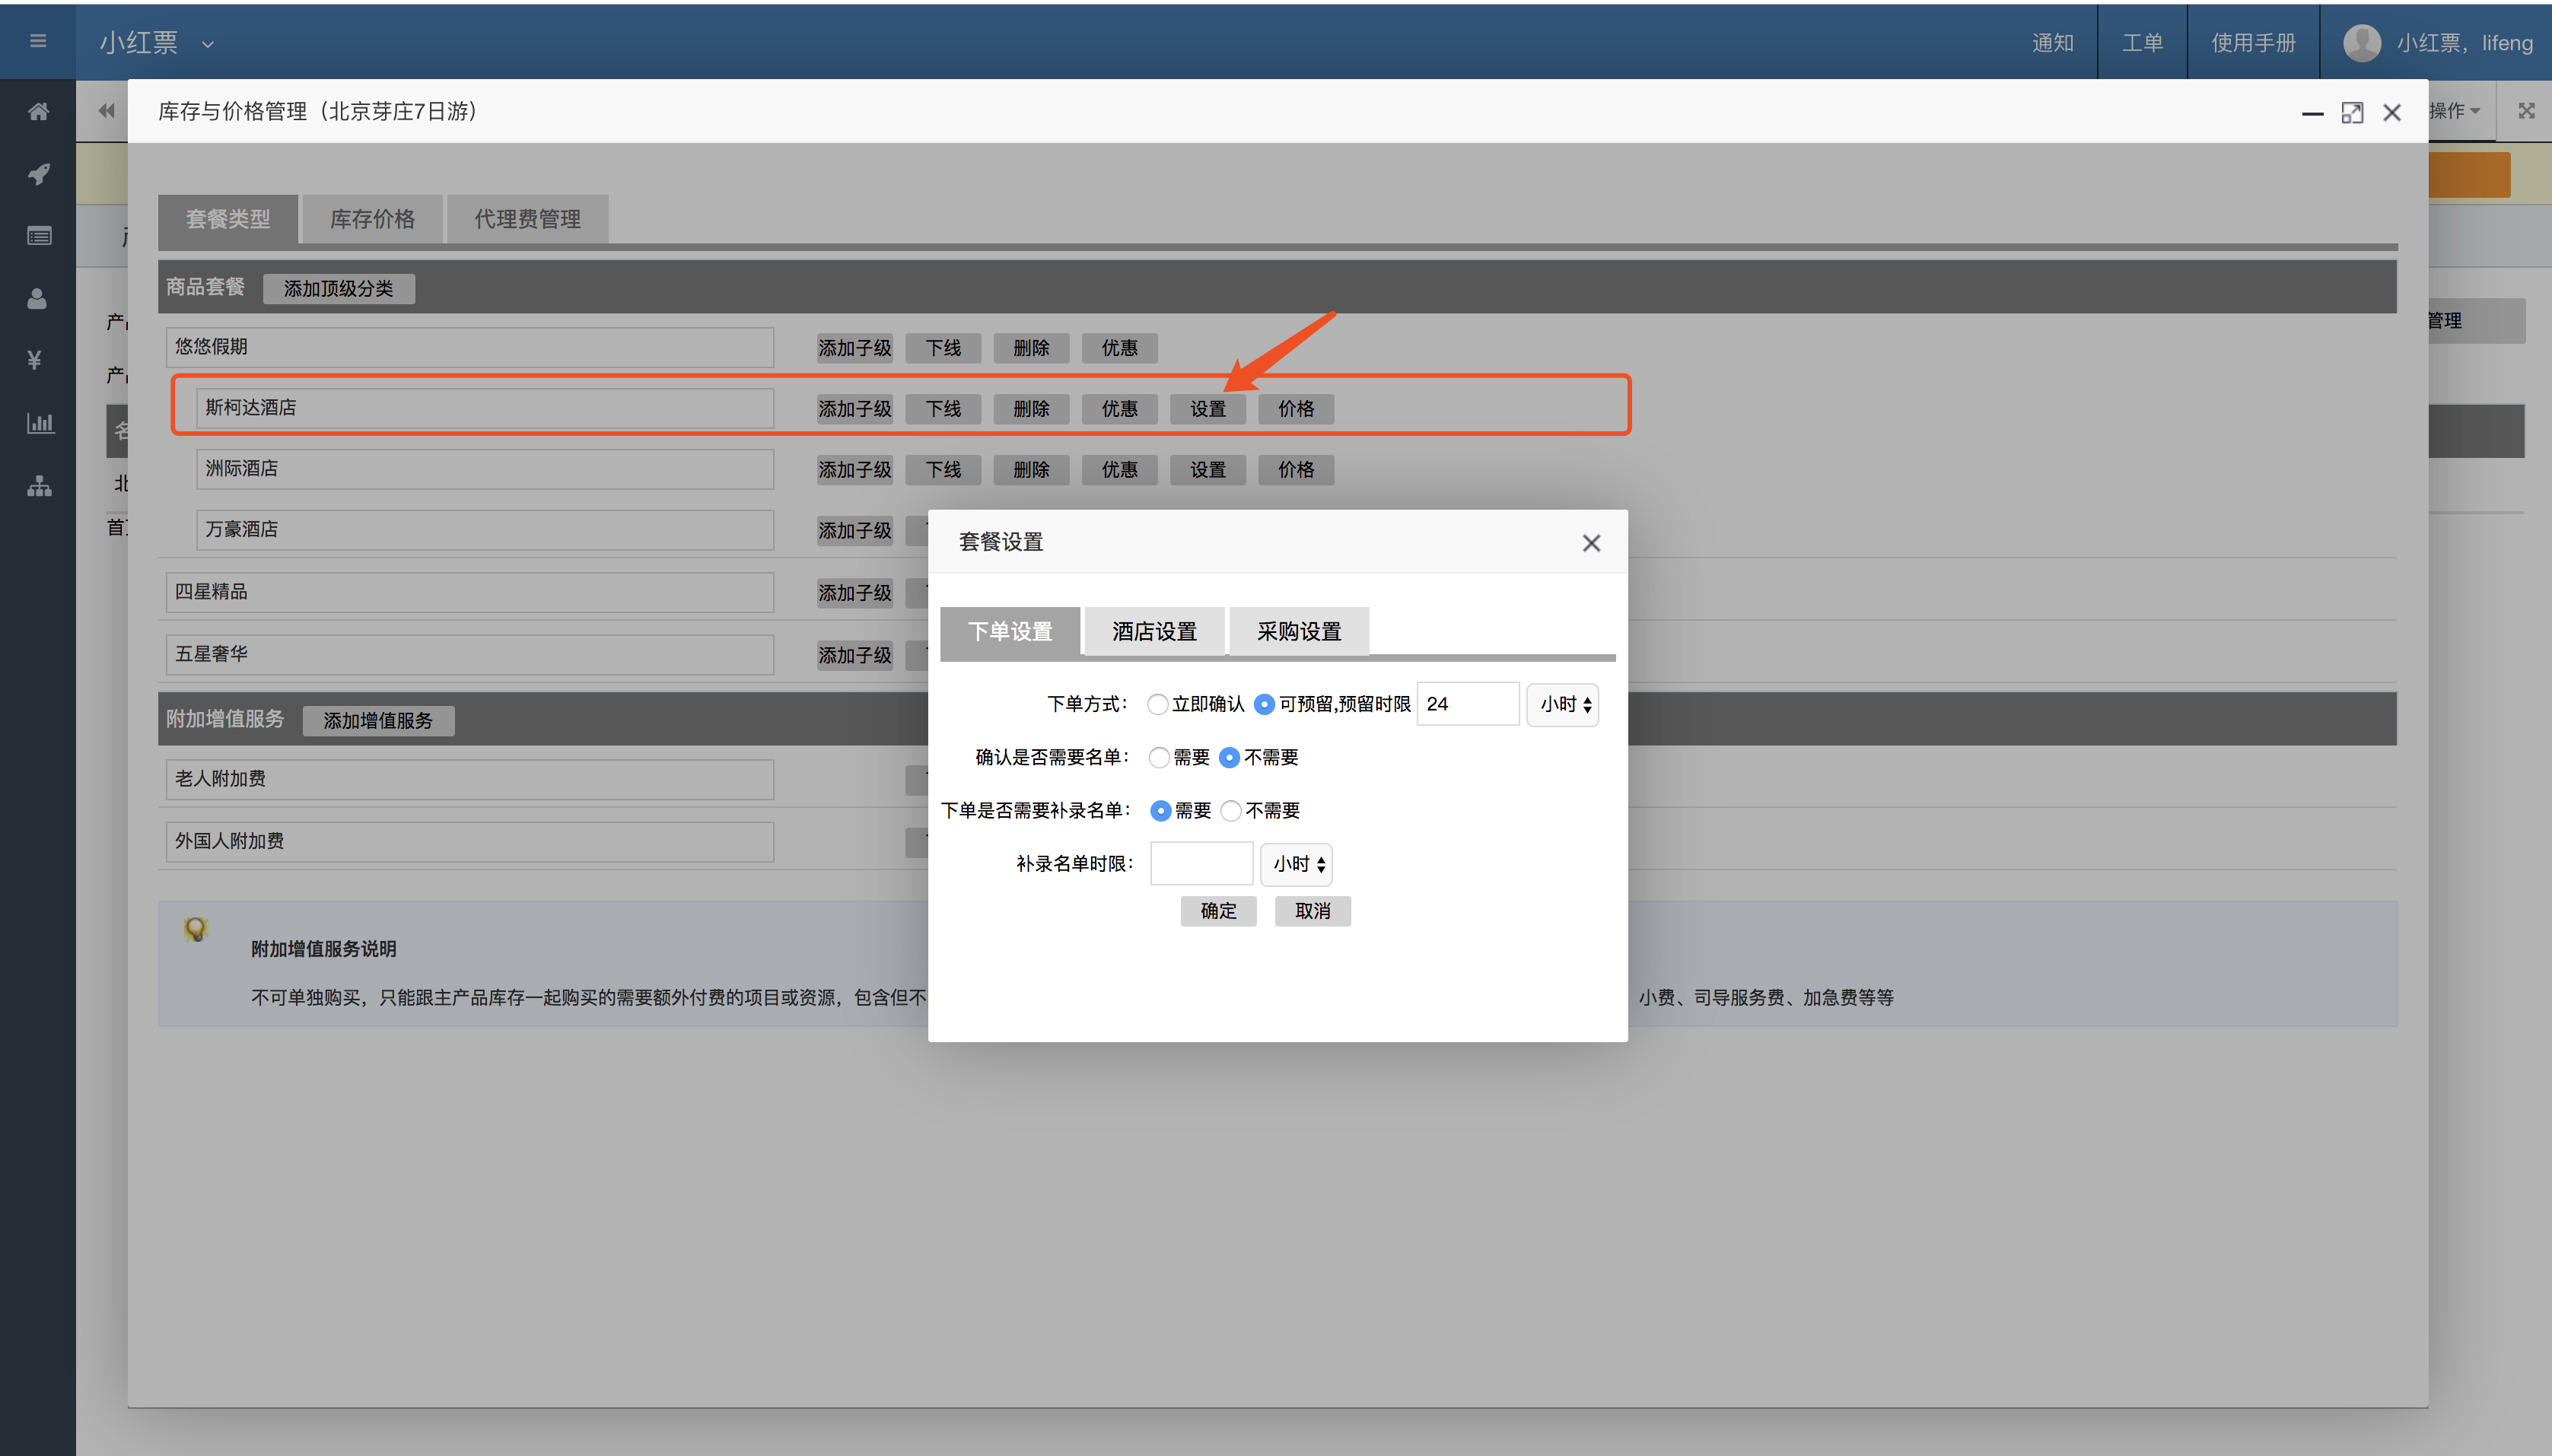 小红票
通知 工单 使用手册 小红票，lifeng
库存与价格管理（北京芽庄7日游）
操作
套餐类型 库存价格 代理费管理
商品套餐 添加顶级分类
产
管理
悠悠假期 添加子级 下线 删除 优惠
产
斯柯达酒店 添加子级 下线 删除 优惠 设置 价格
名
洲际酒店 添加子级 下线 删除 优惠 设置 价格
北
万豪酒店 添加子级
首
套餐设置
四星精品 添加子级
下单设置 酒店设置 采购设置
五星奢华 添加子级
下单方式： 立即确认 可预留,预留时限 24 小时
附加增值服务 添加增值服务
确认是否需要名单： 需要 不需要
老人附加费
下单是否需要补录名单： 需要 不需要
外国人附加费
补录名单时限： 小时
确定 取消
附加增值服务说明
不可单独购买，只能跟主产品库存一起购买的需要额外付费的项目或资源，包含但不
小费、司导服务费、加急费等等